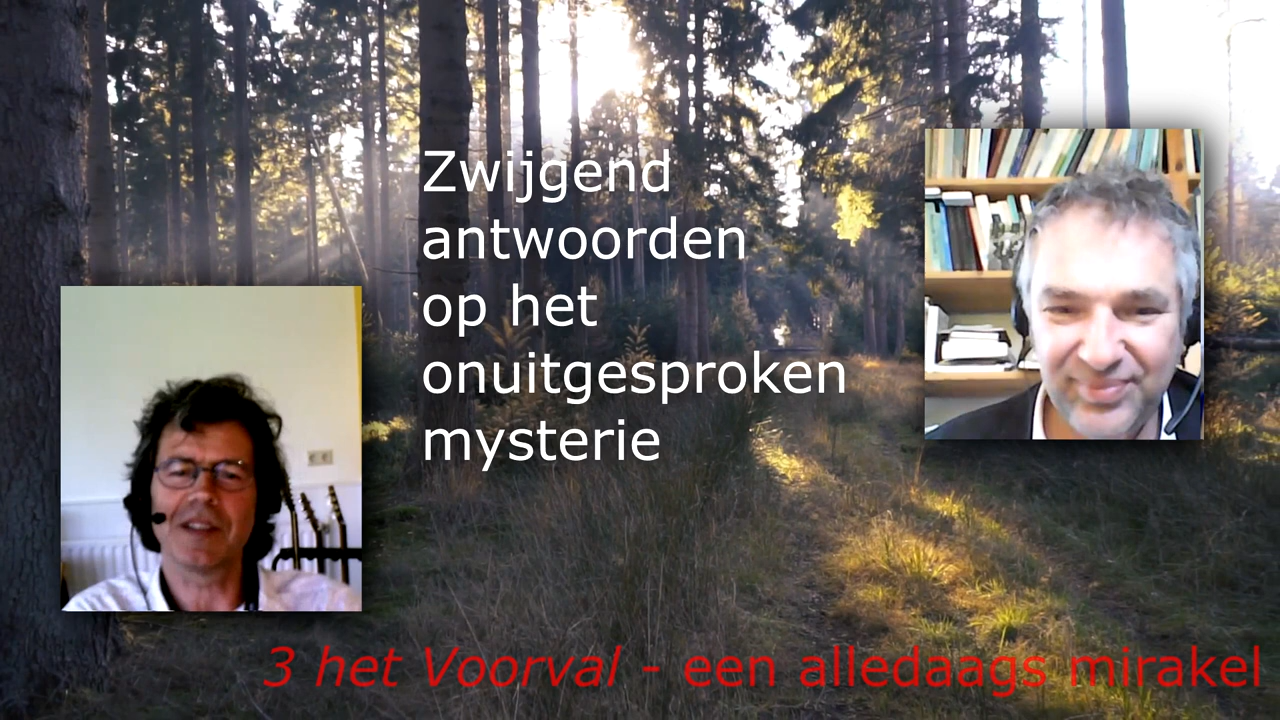 Zwijgend
antwoorden
op het
onuitgesproken
mysterie
3 het Voorval - een alledaags mirakel